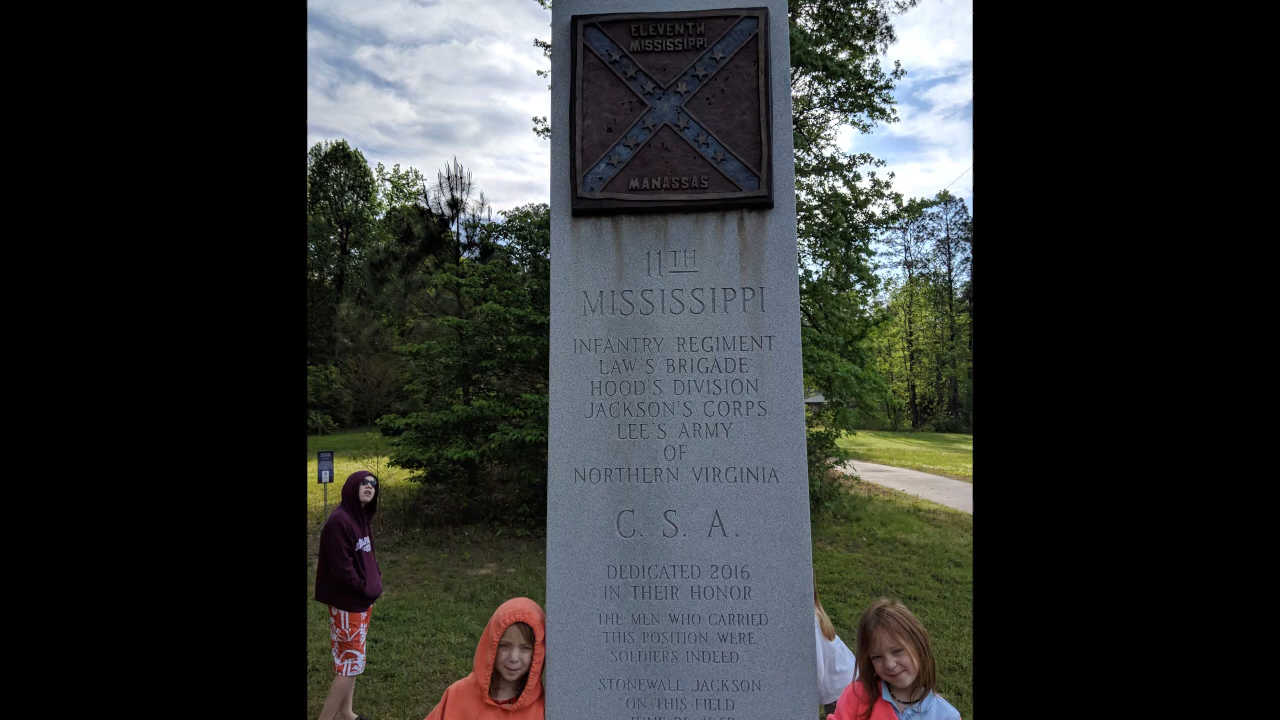 ELEVENTH
MISSISSIPPI
MANASSAS
11TH
MISSISSIPPI
INFANTRY REGIMENT
LAW'S BRIGADE
HOOD'S DIVISION
JACKSON'S CORPS
LEE'S ARMY
OF
NORTHERN VIRGINIA
C. S. A.
DEDICATED 2016
IN THEIR HONOR
THE MEN WHO CARRIED
THIS POSITION WERE
SOLDIERS INDEED
STONEWALL JACKSON
ON THIS FIELD
JUNE